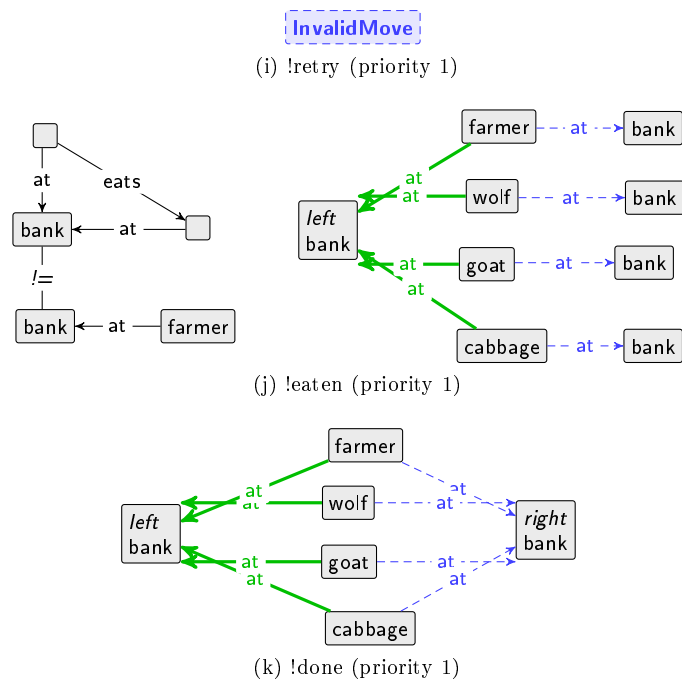 InvalidMove
(i) !retry (priority 1)
at
eats
bank
at
!=
bank
at
farmer
farmer
at
bank
at
at
wolf
at
bank
left
bank
at
goat
at
bank
at
cabbage
at
bank
(j) !eaten (priority 1)
farmer
at
at
at
wolf
at
left
bank
right
bank
at
goat
at
at
at
cabbage
(k) !done (priority 1)